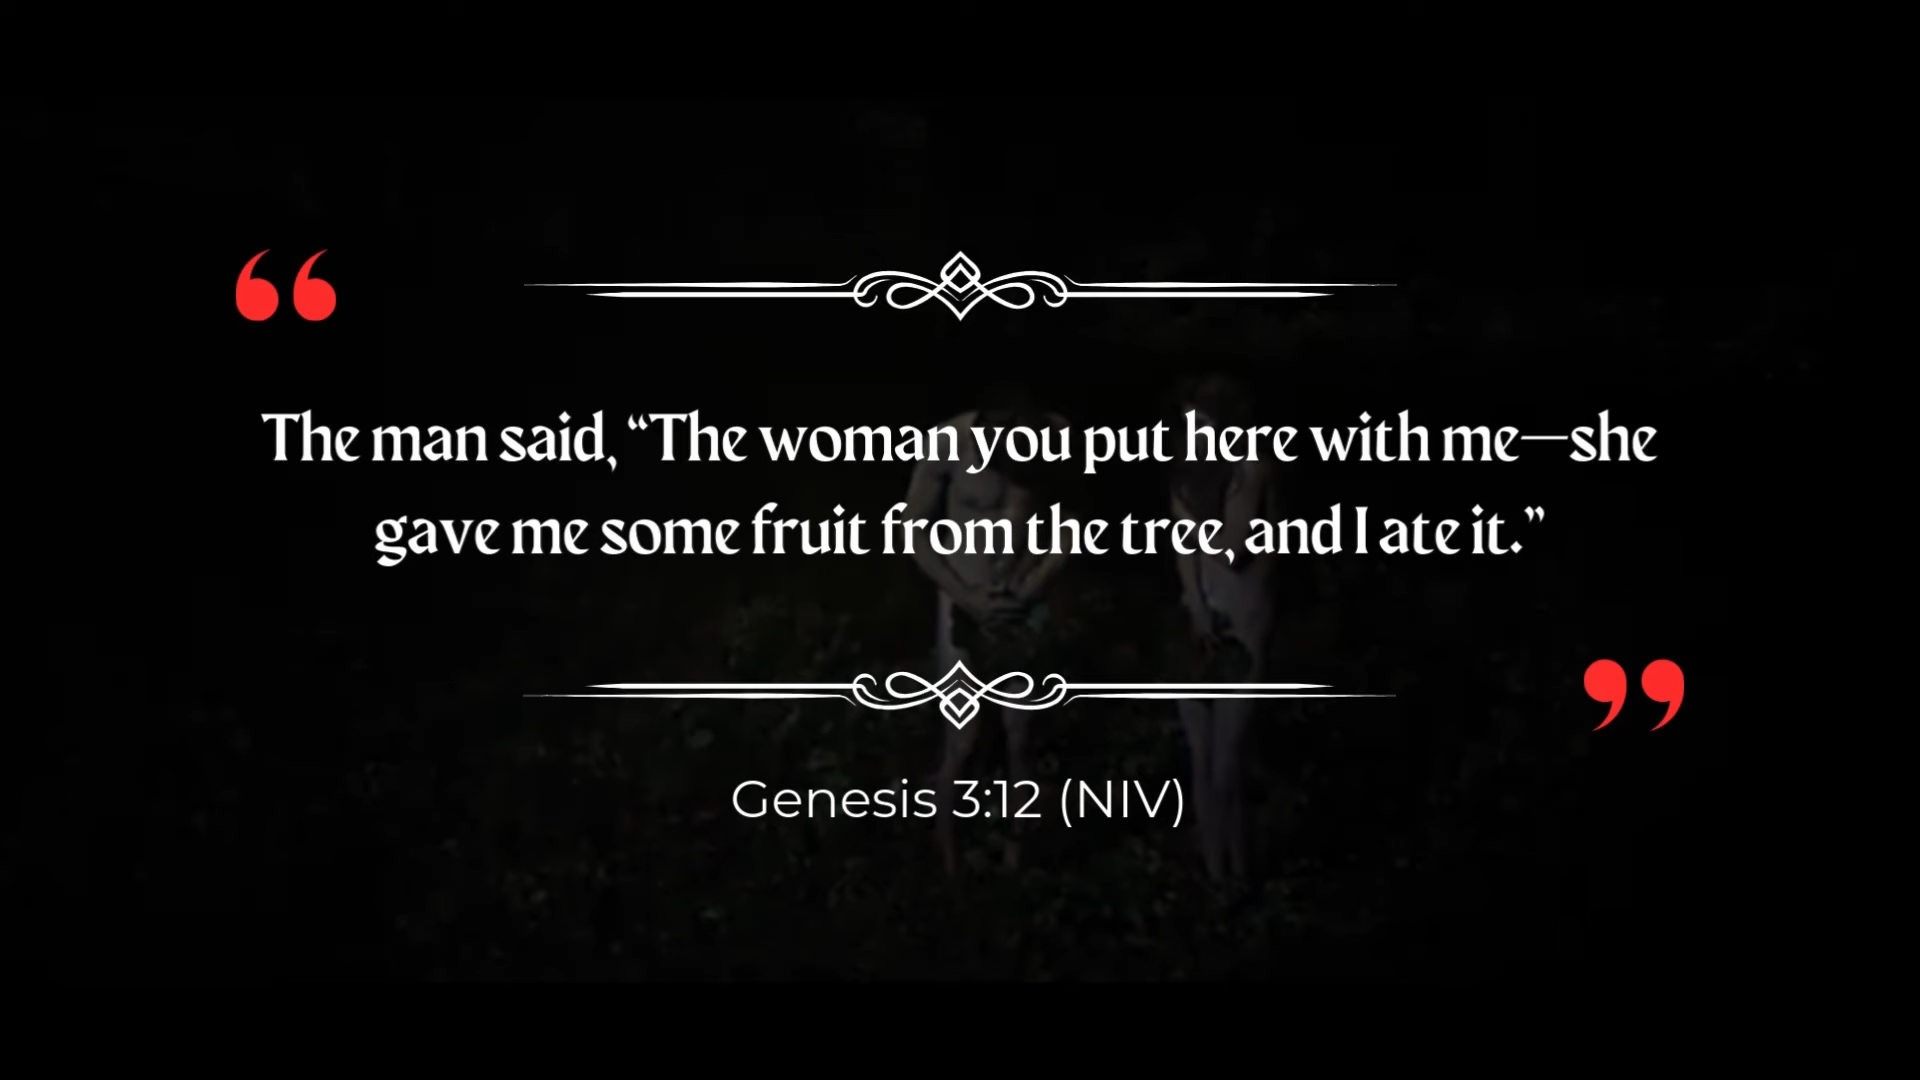 “
The man said, “The woman you put here with me—she
gave me some fruit from the tree, and I ate it.”
”
Genesis 3:12 (NIV)